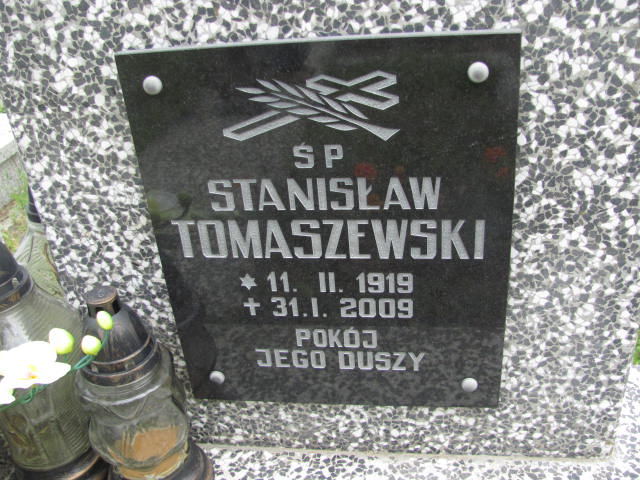 ŚP
STANISŁAW
TOMASZEWSKI
* 11. II. 1919
+ 31. I. 2009
POKÓJ
JEGO DUSZY